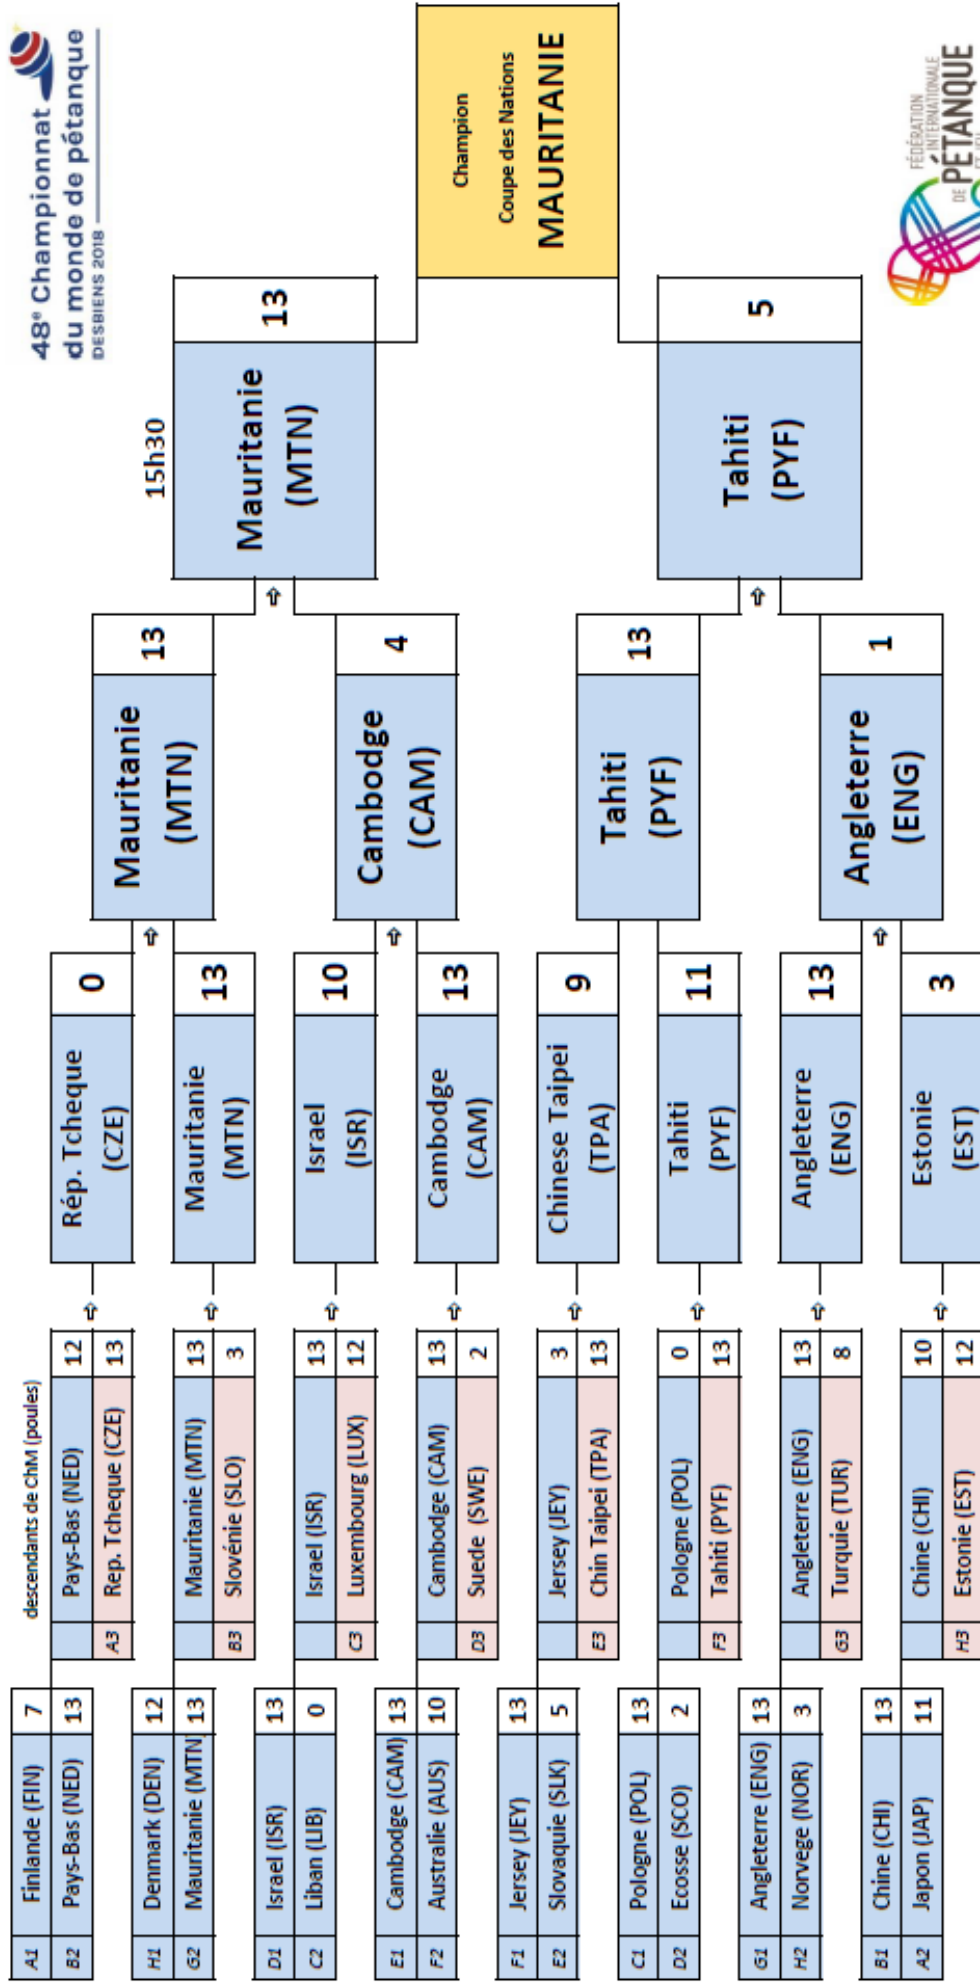 48e Championnat
du monde de pétanque
DESBIENS 2018
15h30
descendants de ChM (poules)
A1 Finlande (FIN) 7
B2 Pays-Bas (NED) 13
H1 Denmark (DEN) 12
G2 Mauritanie (MTN) 13
D1 Israel (ISR) 13
C2 Liban (LIB) 0
E1 Cambodge (CAM) 13
F2 Australie (AUS) 10
F1 Jersey (JEY) 13
E2 Slovaquie (SLK) 5
C1 Pologne (POL) 13
D2 Ecosse (SCO) 2
G1 Angleterre (ENG) 13
H2 Norvege (NOR) 3
B1 Chine (CHI) 13
A2 Japon (JAP) 11
Pays-Bas (NED) 12
A3 Rep. Tcheque (CZE) 13
Mauritanie (MTN) 13
B3 Slovénie (SLO) 3
Israel (ISR) 13
C3 Luxembourg (LUX) 12
Cambodge (CAM) 13
D3 Suede (SWE) 2
Jersey (JEY) 3
E3 Chin Taipei (TPA) 13
Pologne (POL) 0
F3 Tahiti (PYF) 13
Angleterre (ENG) 13
G3 Turquie (TUR) 8
Chine (CHI) 10
H3 Estonie (EST) 12
Rép. Tcheque
(CZE)
0
Mauritanie
(MTN)
13
Israel
(ISR)
10
Cambodge
(CAM)
13
Chinese Taipei
(TPA)
9
Tahiti
(PYF)
11
Angleterre
(ENG)
13
Estonie
(EST)
3
Mauritanie
(MTN)
13
Cambodge
(CAM)
4
Tahiti
(PYF)
13
Angleterre
(ENG)
1
Mauritanie
(MTN)
13
Tahiti
(PYF)
5
Champion
Coupe des Nations
MAURITANIE
FÉDÉRATION
INTERNATIONALE
DE PÉTANQUE